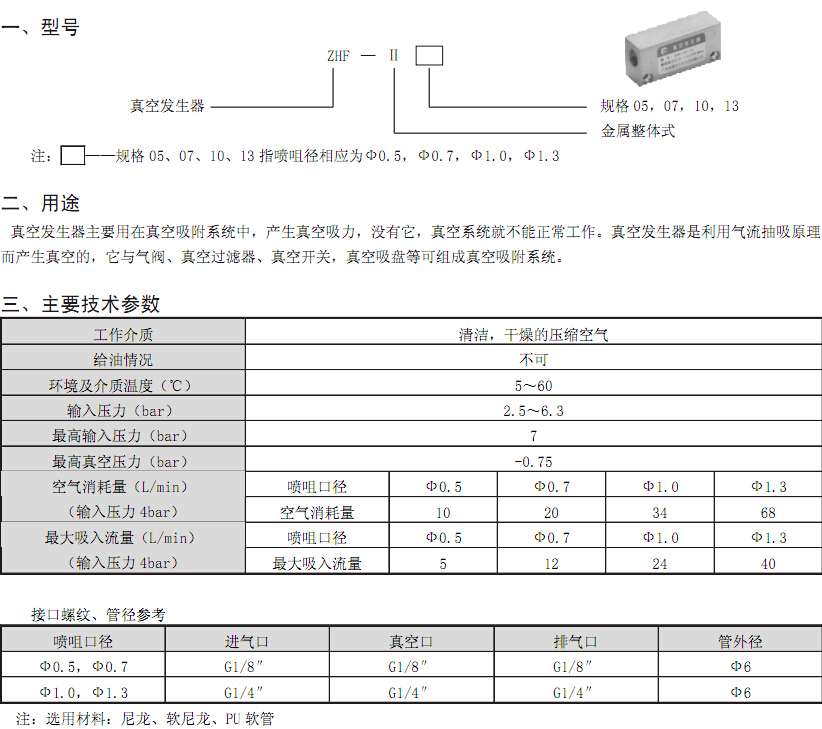 一、型号
ZHF — Ⅱ □
真空发生器
规格 05，07，10，13
金属整体式
注：□——规格 05、07、10、13 指喷咀径相应为Φ0.5，Φ0.7，Φ1.0，Φ1.3
二、用途
真空发生器主要用在真空吸附系统中，产生真空吸力，没有它，真空系统就不能正常工作。真空发生器是利用气流抽吸原理
而产生真空的，它与气阀、真空过滤器、真空开关，真空吸盘等可组成真空吸附系统。
三、主要技术参数
工作介质 清洁，干燥的压缩空气
给油情况 不可
环境及介质温度（℃） 5～60
输入压力（bar） 2.5～6.3
最高输入压力（bar） 7
最高真空压力（bar） -0.75
空气消耗量（L/min） 喷咀口径 Φ0.5 Φ0.7 Φ1.0 Φ1.3
（输入压力 4bar） 空气消耗量 10 20 34 68
最大吸入流量（L/min） 喷咀口径 Φ0.5 Φ0.7 Φ1.0 Φ1.3
（输入压力 4bar） 最大吸入流量 5 12 24 40
接口螺纹、管径参考
喷咀口径 进气口 真空口 排气口 管外径
Φ0.5，Φ0.7 G1/8″ G1/8″ G1/8″ Φ6
Φ1.0，Φ1.3 G1/4″ G1/4″ G1/4″ Φ6
注：选用材料：尼龙、软尼龙、PU 软管